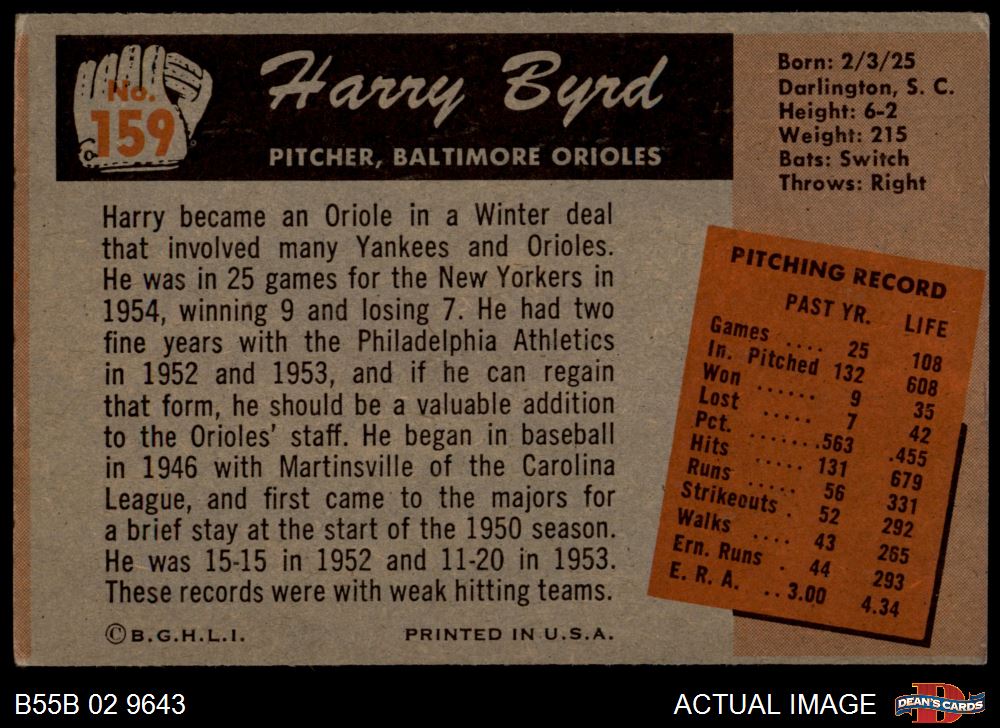 No.
159
Harry Byrd
PITCHER, BALTIMORE ORIOLES
Born: 2/3/25
Darlington, S. C.
Height: 6-2
Weight: 215
Bats: Switch
Throws: Right
Harry became an Oriole in a Winter deal
that involved many Yankees and Orioles.
He was in 25 games for the New Yorkers in
1954, winning 9 and losing 7. He had two
fine years with the Philadelphia Athletics
in 1952 and 1953, and if he can regain
that form, he should be a valuable addition
to the Orioles' staff. He began in baseball
in 1946 with Martinsville of the Carolina
League, and first came to the majors for
a brief stay at the start of the 1950 season.
He was 15-15 in 1952 and 11-20 in 1953.
These records were with weak hitting teams.
©B.G.H.L.I. PRINTED IN U.S.A.
PITCHING RECORD
PAST YR. LIFE
Games .... 25 108
In. Pitched 132 608
Won ...... 9 35
Lost ..... 7 42
Pct. ....... .563 .455
Hits ..... 131 679
Runs ..... 56 331
Strikeouts . 52 292
Walks .... 43 265
Ern. Runs . 44 293
E. R. A. .. 3.00 4.34
B55B 02 9643
ACTUAL IMAGE
D
DEAN'S CARDS